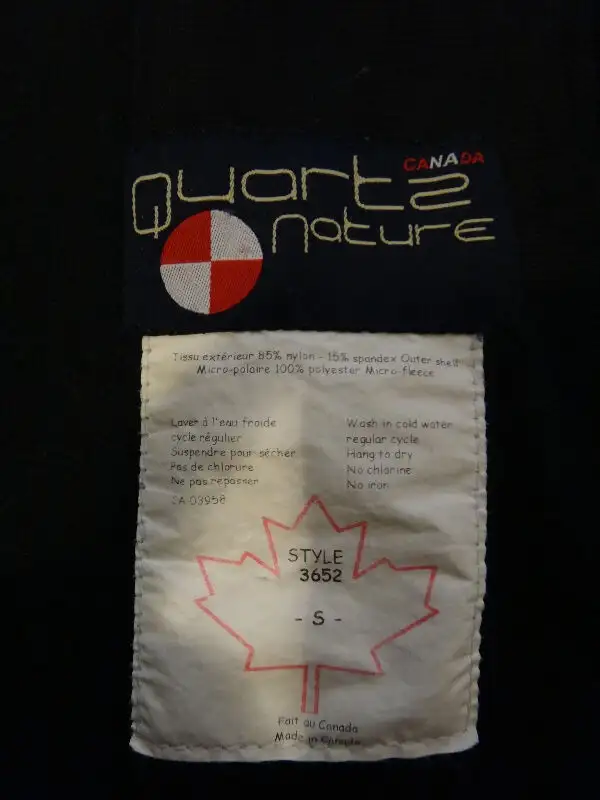 CANADA
Quartz
nature
Tissu extérieur 85% nylon - 15% spandex Outer shell
Micro-polaire 100% polyester Micro-fleece
Laver à l'eau froide
cycle régulier
Suspendre pour sécher
Pas de chlorure
Ne pas repasser
SA 03958
Wash in cold water
regular cycle
Hang to dry
No chlorine
No iron
STYLE
3652
- S -
Fait au Canada
Made in Canada